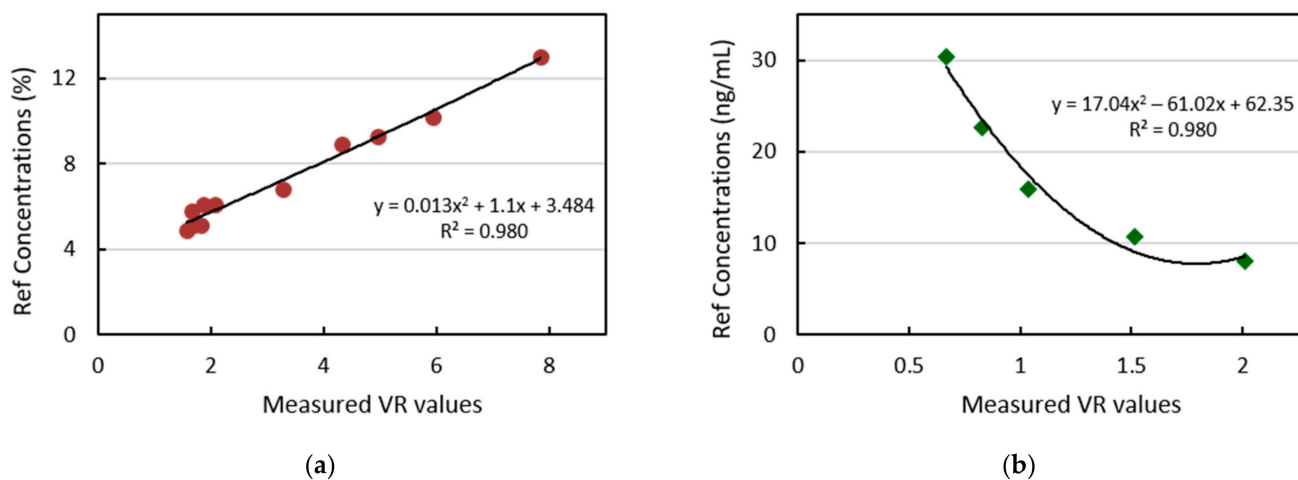 Ref Concentrations (%)
12
8
4
0
0 2 4 6 8
y = 0.013x² + 1.1x + 3.484
R² = 0.980
Measured VR values
(a)
Ref Concentrations (ng/mL)
30
20
10
0
0 0.5 1 1.5 2
y = 17.04x² – 61.02x + 62.35
R² = 0.980
Measured VR values
(b)